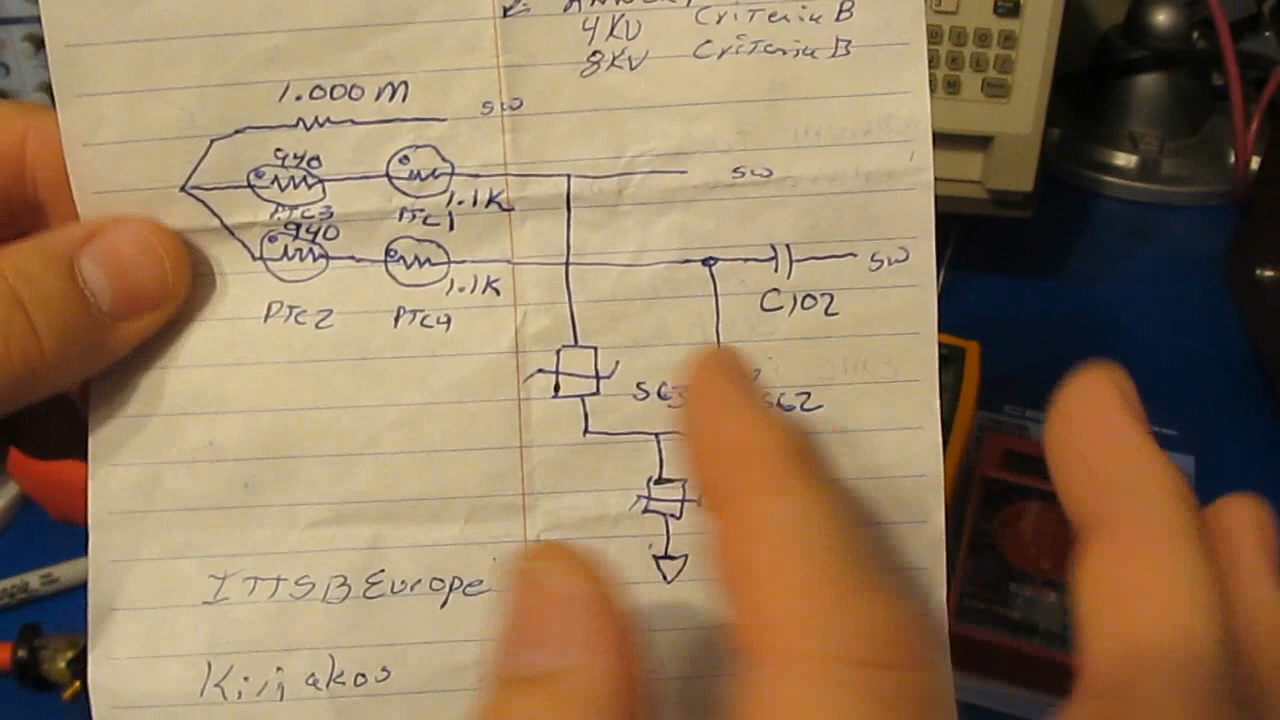 4KV Criteria B
8KV Criteria B
1.000M
SW
940
SW
PTC3
PTC1
1.1K
940
SW
1.1K
PTC2
PTC4
C102
SG2
ITTSB Europe